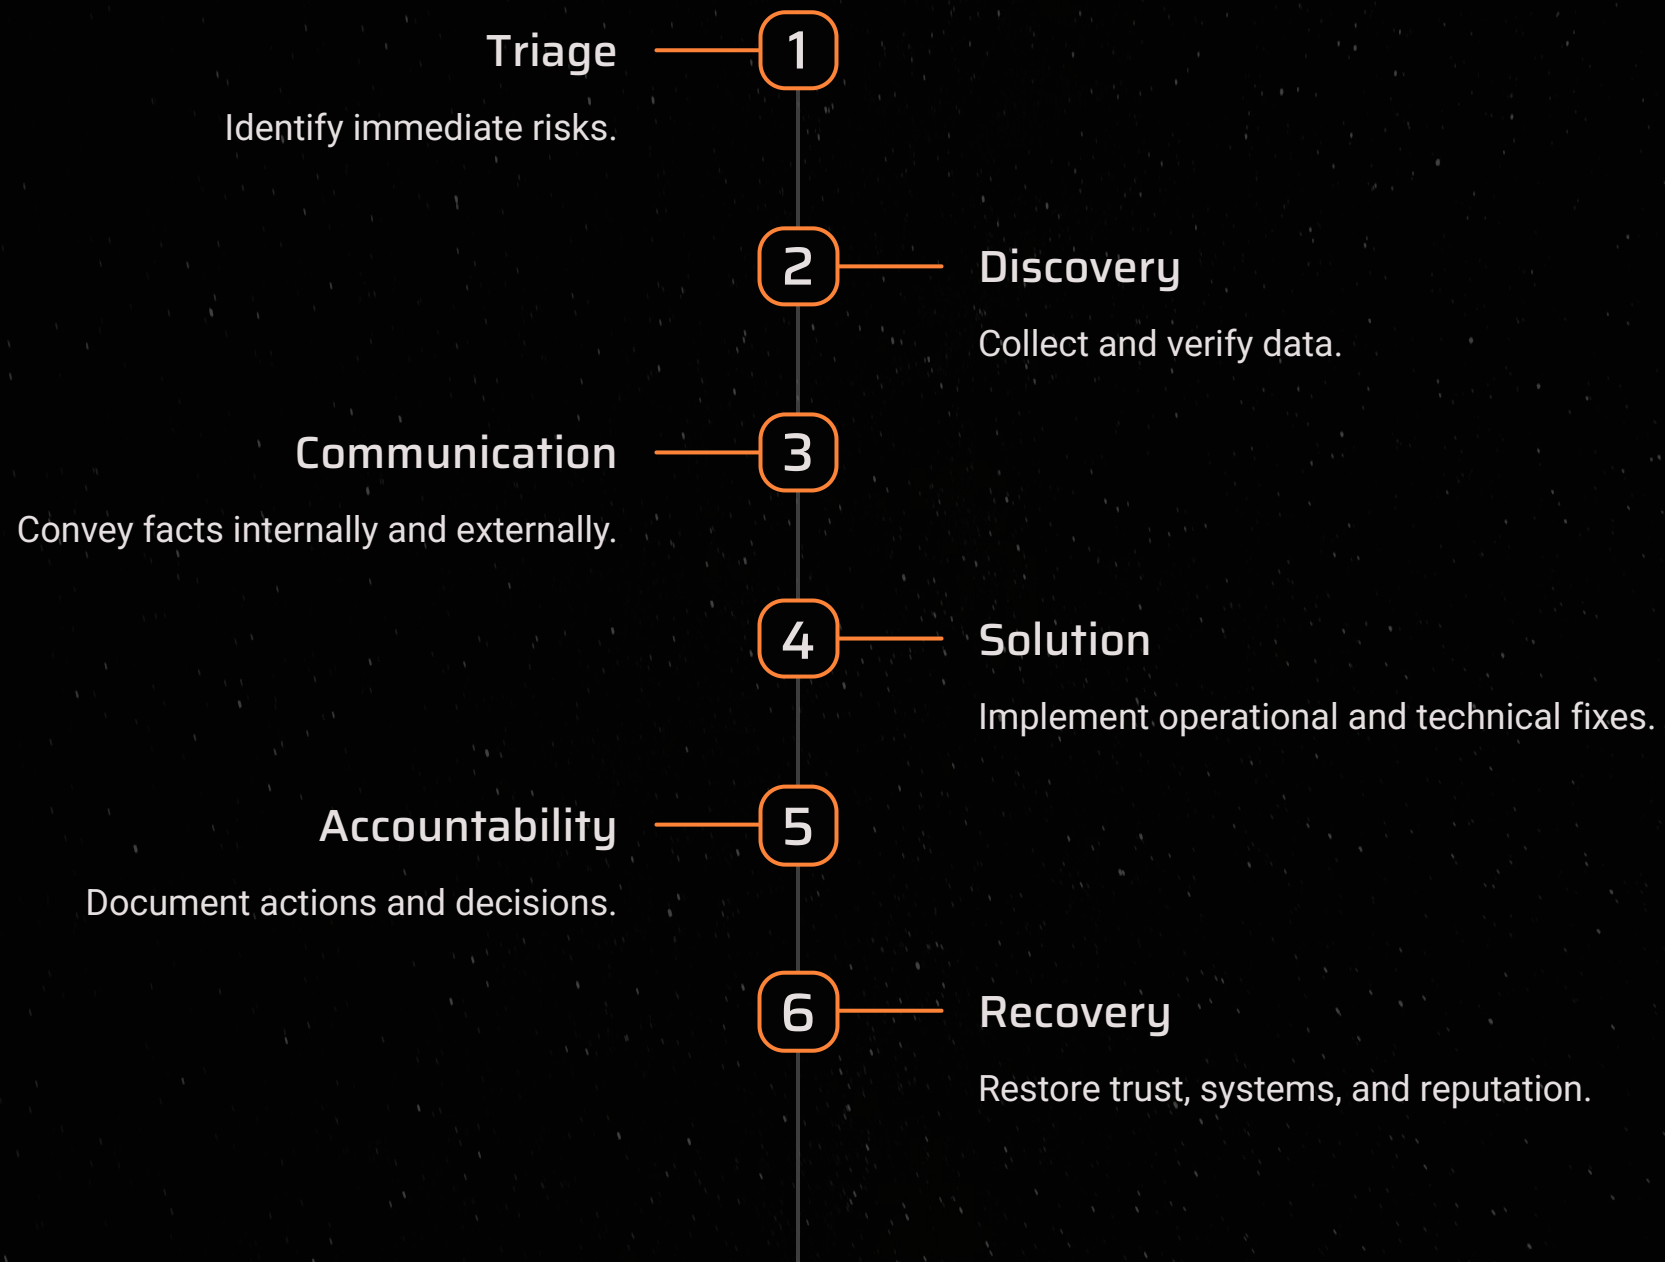 1
Triage
Identify immediate risks.
2
Discovery
Collect and verify data.
3
Communication
Convey facts internally and externally.
4
Solution
Implement operational and technical fixes.
5
Accountability
Document actions and decisions.
6
Recovery
Restore trust, systems, and reputation.